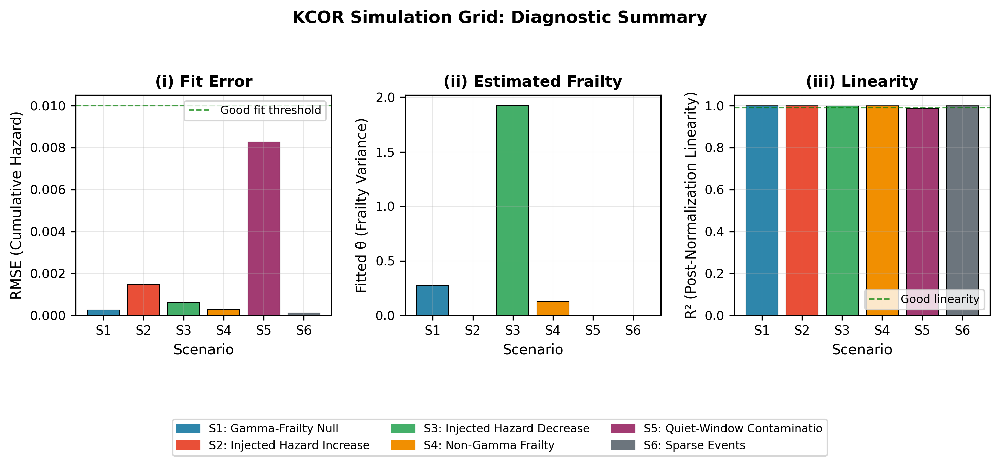 KCOR Simulation Grid: Diagnostic Summary
(i) Fit Error
RMSE (Cumulative Hazard)
0.010
0.008
0.006
0.004
0.002
0.000
Good fit threshold
S1 S2 S3 S4 S5 S6
Scenario
(ii) Estimated Frailty
Fitted θ̂ (Frailty Variance)
2.0
1.5
1.0
0.5
0.0
S1 S2 S3 S4 S5 S6
Scenario
(iii) Linearity
R² (Post-Normalization Linearity)
1.0
0.8
0.6
0.4
0.2
0.0
Good linearity
S1 S2 S3 S4 S5 S6
Scenario
S1: Gamma-Frailty Null
S2: Injected Hazard Increase
S3: Injected Hazard Decrease
S4: Non-Gamma Frailty
S5: Quiet-Window Contaminatio
S6: Sparse Events